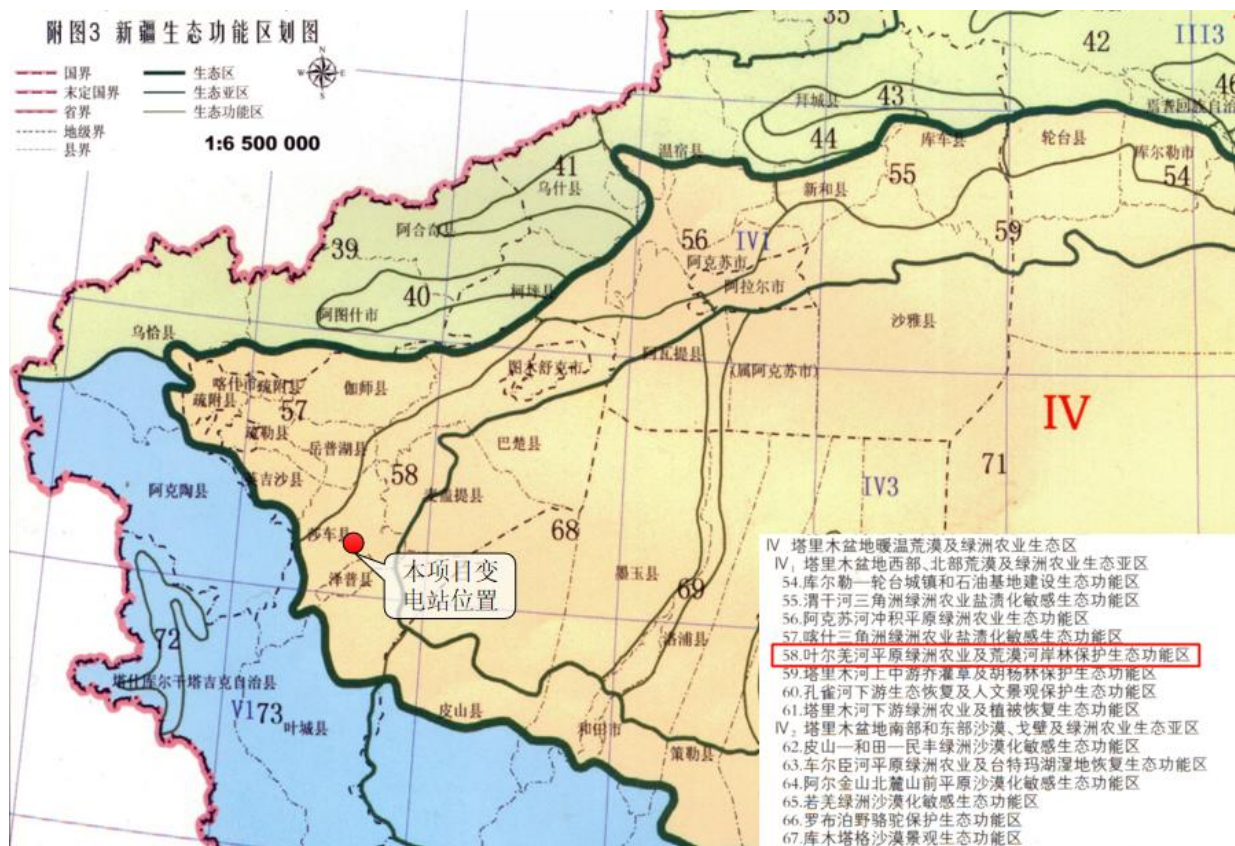 附图3 新疆生态功能区划图
国界
未定国界
省界
地级界
县界
生态区
生态亚区
生态功能区
N
W
E
S
1:6 500 000
35
42
III3
46
焉耆回族自治
拜城县
43
44
库车县
轮台县
库尔勒市
54
温宿县
41
乌什县
新和县
55
阿合奇县
39
56
IVI
59
阿克苏市
40
柯坪县
阿拉尔市
阿图什市
沙雅县
乌恰县
阿瓦提县
图木舒克市
(属阿克苏市)
喀什市
疏附县
伽师县
疏附县
57
IV
疏勒县
岳普湖县
巴楚县
71
英吉沙县
58
阿克陶县
麦盖提县
IV3
68
莎车县
本项目变
电站位置
泽普县
墨玉县
69
洛浦县
72
塔什库尔干塔吉克自治县
V1
73
叶城县
皮山县
和田市
策勒县
IV 塔里木盆地暖温荒漠及绿洲农业生态区
IV₁ 塔里木盆地西部、北部荒漠及绿洲农业生态亚区
54.库尔勒—轮台城镇和石油基地建设生态功能区
55.渭干河三角洲绿洲农业盐渍化敏感生态功能区
56.阿克苏河冲积平原绿洲农业生态功能区
57.喀什三角洲绿洲农业盐渍化敏感生态功能区
58.叶尔羌河平原绿洲农业及荒漠河岸林保护生态功能区
59.塔里木河上中游乔灌草及胡杨林保护生态功能区
60.孔雀河下游生态恢复及人文景观保护生态功能区
61.塔里木河下游绿洲农业及植被恢复生态功能区
IV₂ 塔里木盆地南部和东部沙漠、戈壁及绿洲农业生态亚区
62.皮山—和田—民丰绿洲沙漠化敏感生态功能区
63.车尔臣河平原绿洲农业及台特玛湖湿地恢复生态功能区
64.阿尔金山北麓山前平原沙漠化敏感生态功能区
65.若羌绿洲沙漠化敏感生态功能区
66.罗布泊野骆驼保护生态功能区
67.库木塔格沙漠景观生态功能区